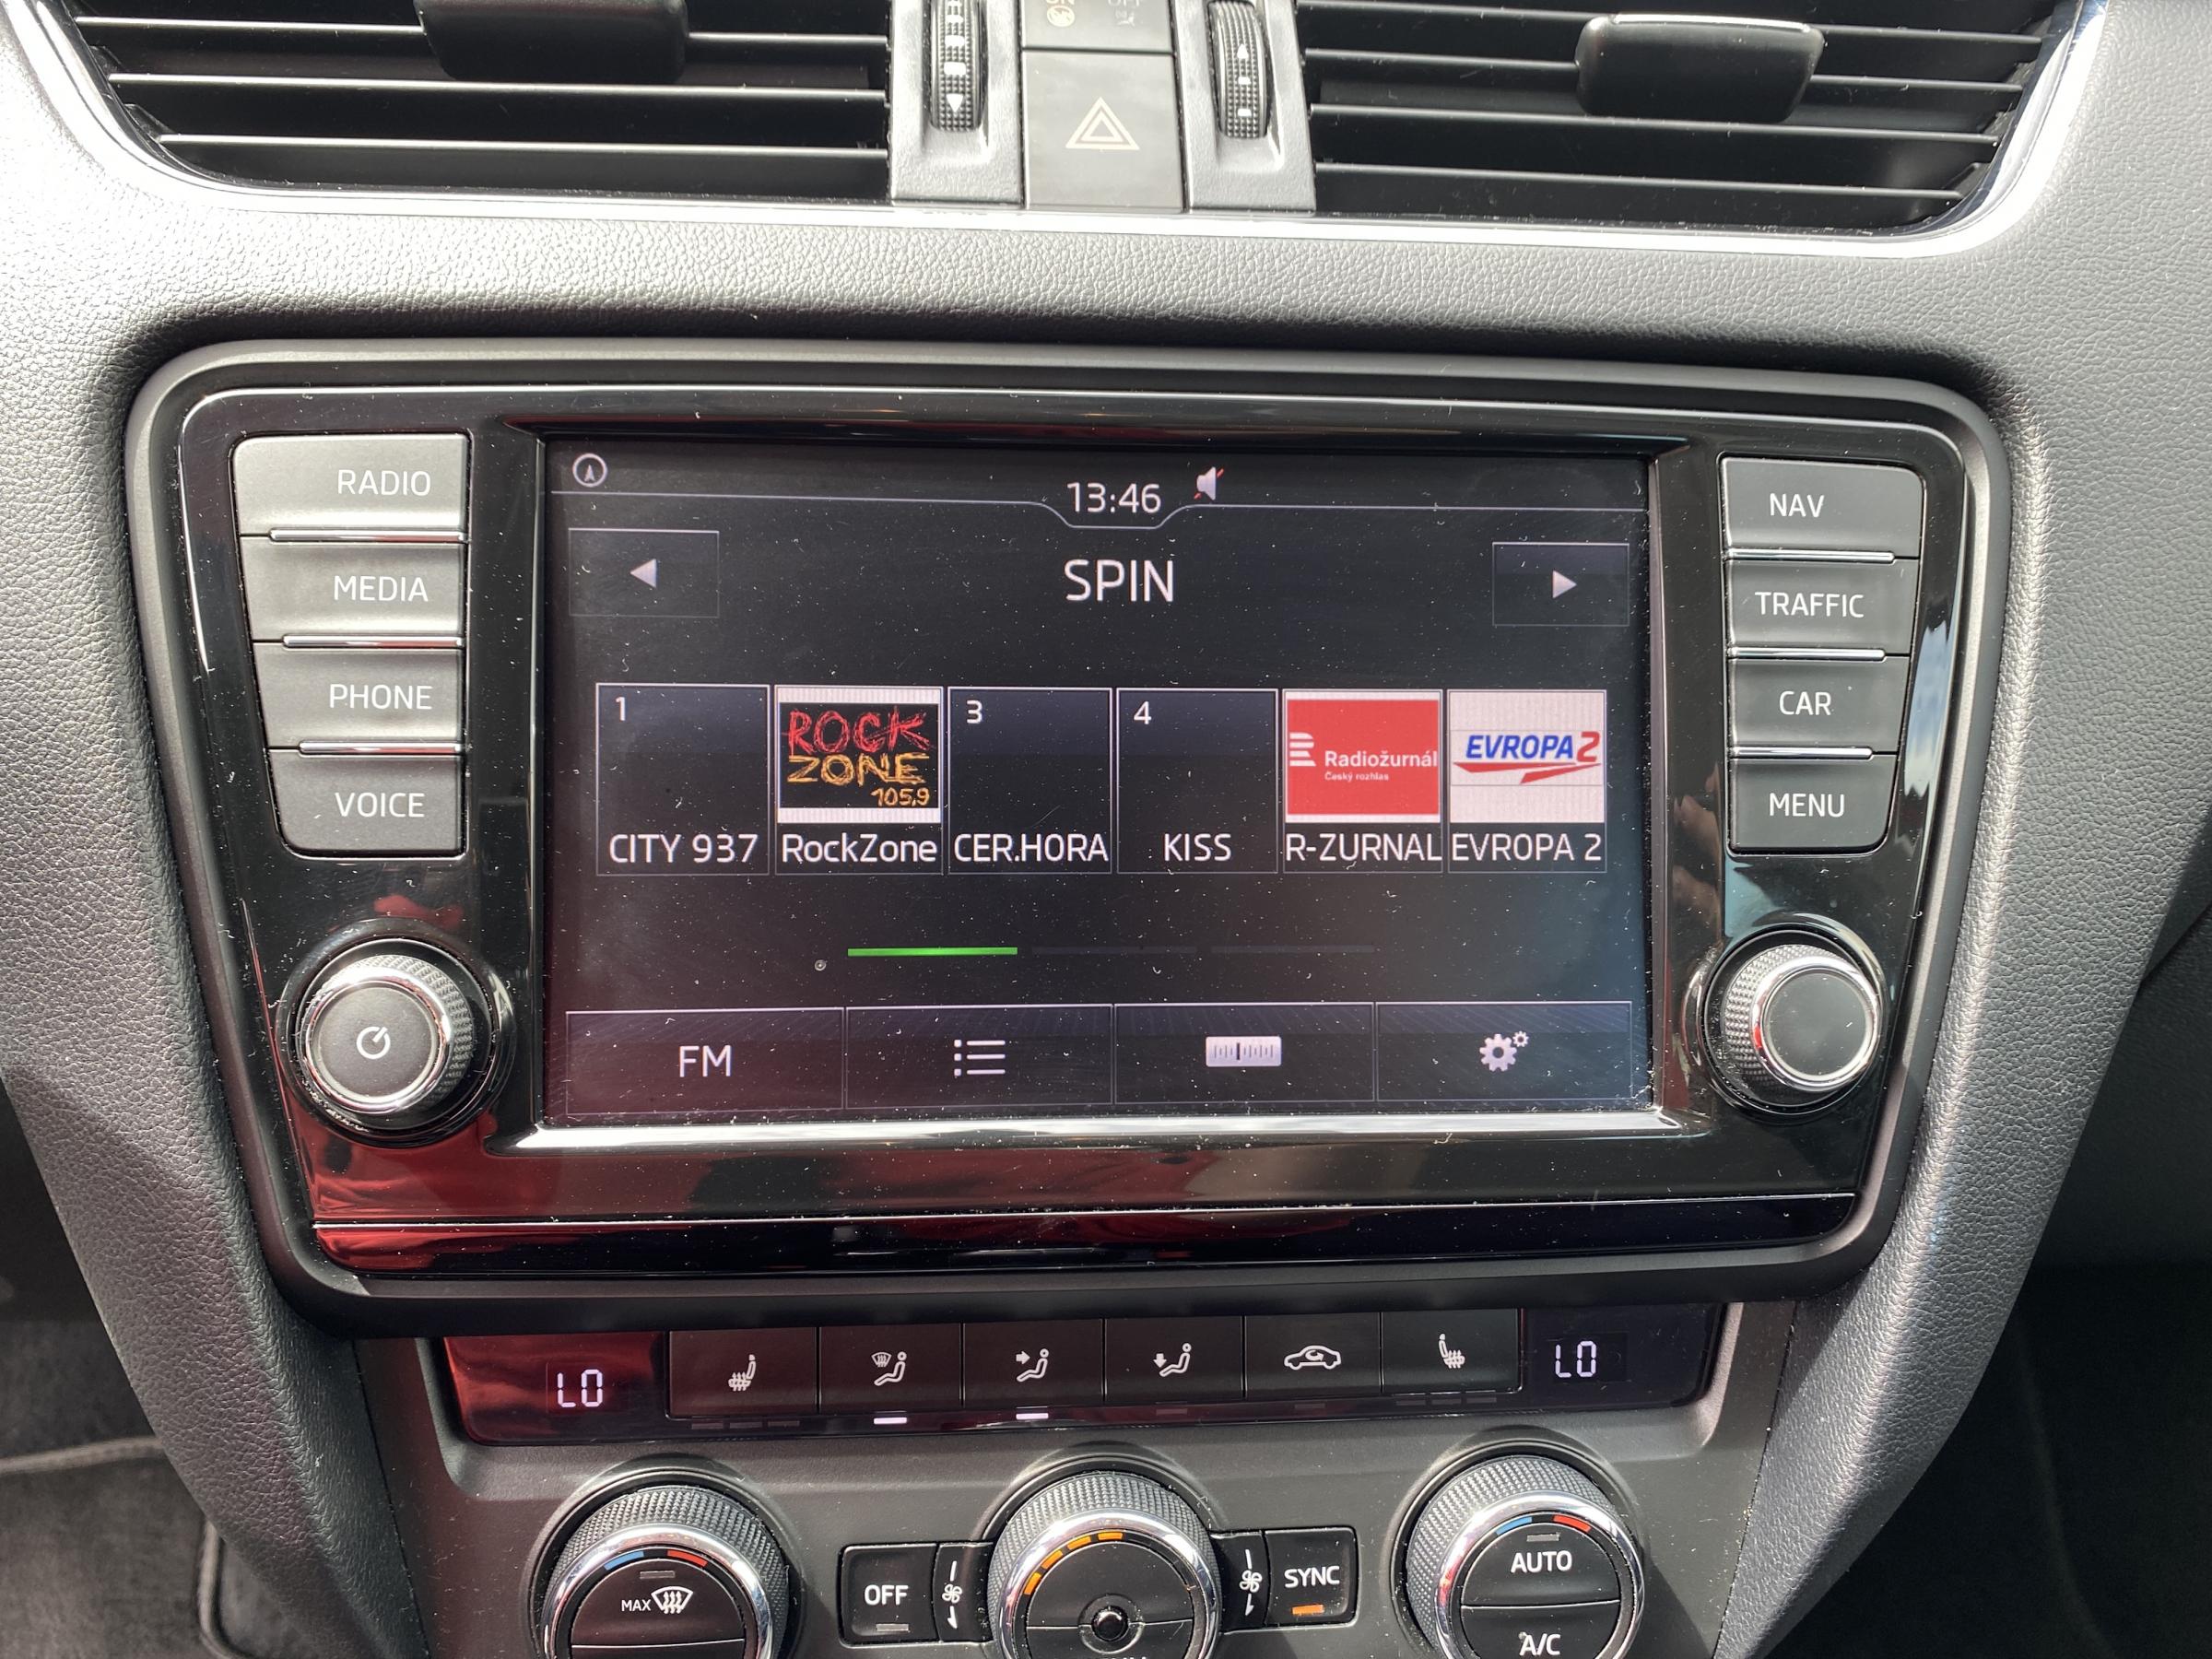 ON OFF
RADIO
MEDIA
PHONE
VOICE
13:46
SPIN
1
ROCK
ZONE
105,9
3
4
Radiožurnál
Český rozhlas
EVROPA 2
CITY 937
RockZone
CER.HORA
KISS
R-ZURNAL
EVROPA 2
FM
NAV
TRAFFIC
CAR
MENU
LO
LO
MAX
OFF
SYNC
AUTO
A/C